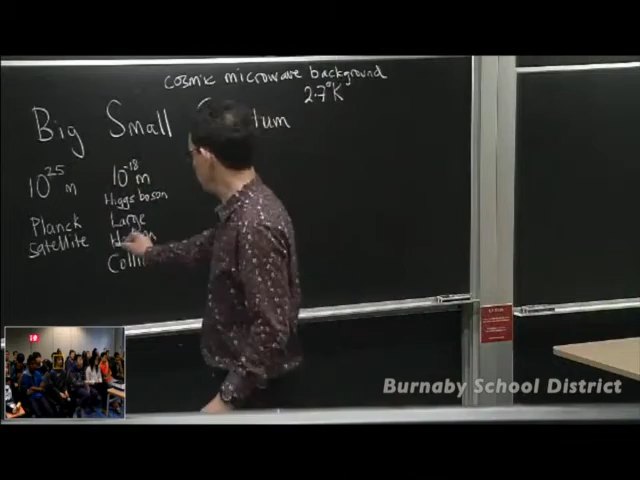 cosmic microwave background
2.7°K
Big Small
10^25 m
10^-18 m
Higgs boson
Planck
satellite
Large
Burnaby School District